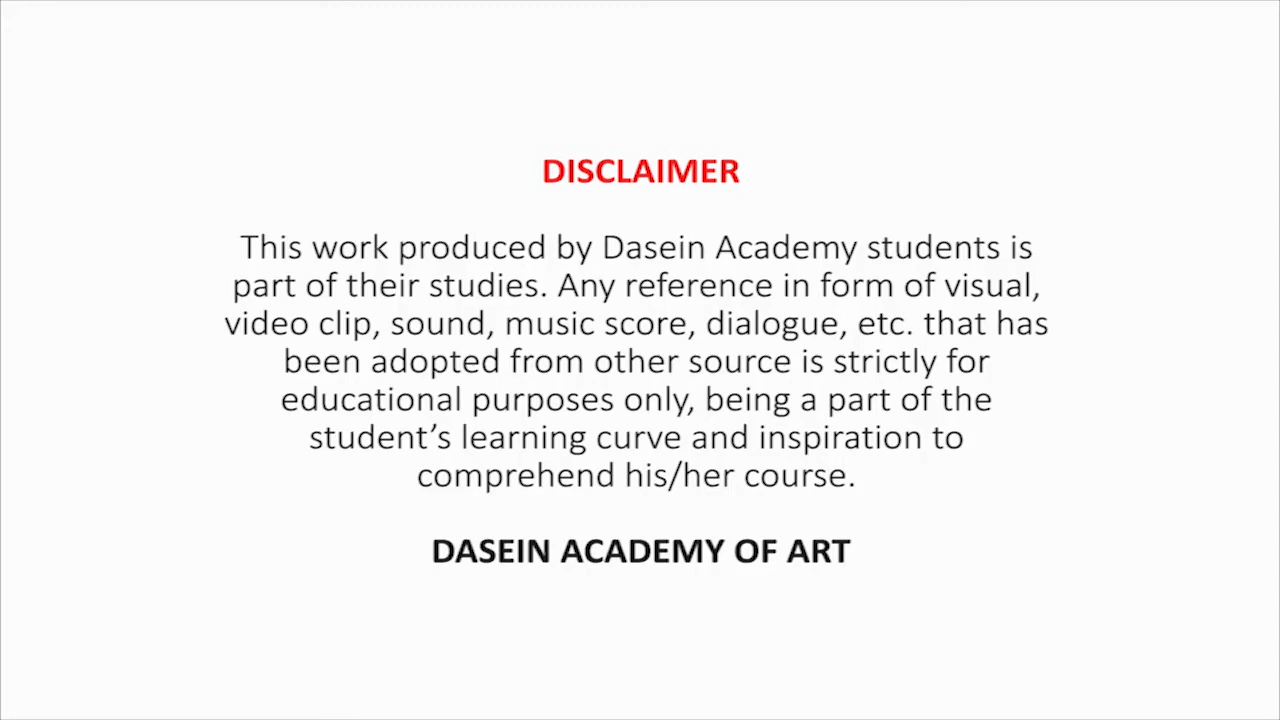 DISCLAIMER
This work produced by Dasein Academy students is
part of their studies. Any reference in form of visual,
video clip, sound, music score, dialogue, etc. that has
been adopted from other source is strictly for
educational purposes only, being a part of the
student’s learning curve and inspiration to
comprehend his/her course.
DASEIN ACADEMY OF ART